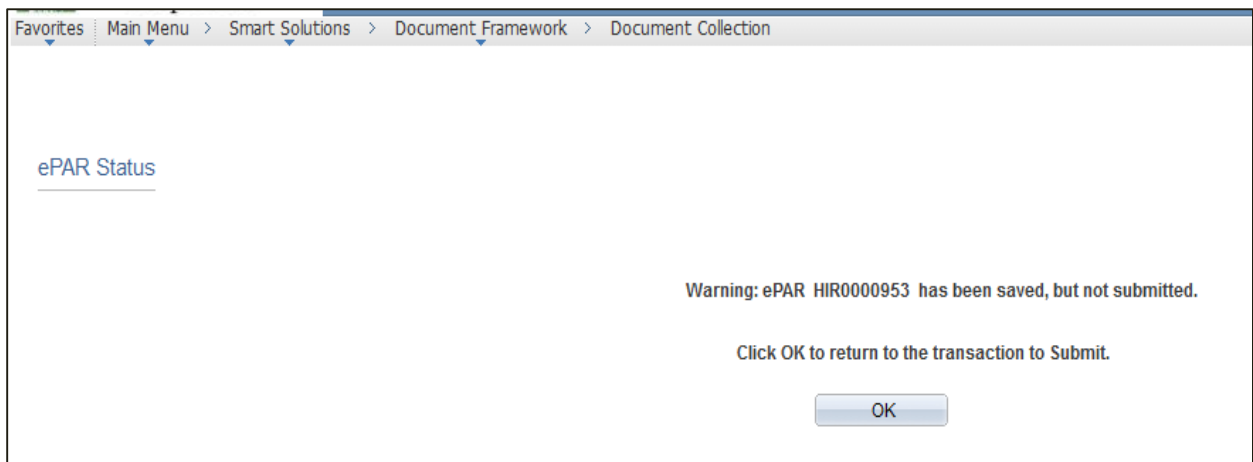 Favorites Main Menu > Smart Solutions > Document Framework > Document Collection
ePAR Status
Warning: ePAR HIR0000953 has been saved, but not submitted.
Click OK to return to the transaction to Submit.
OK